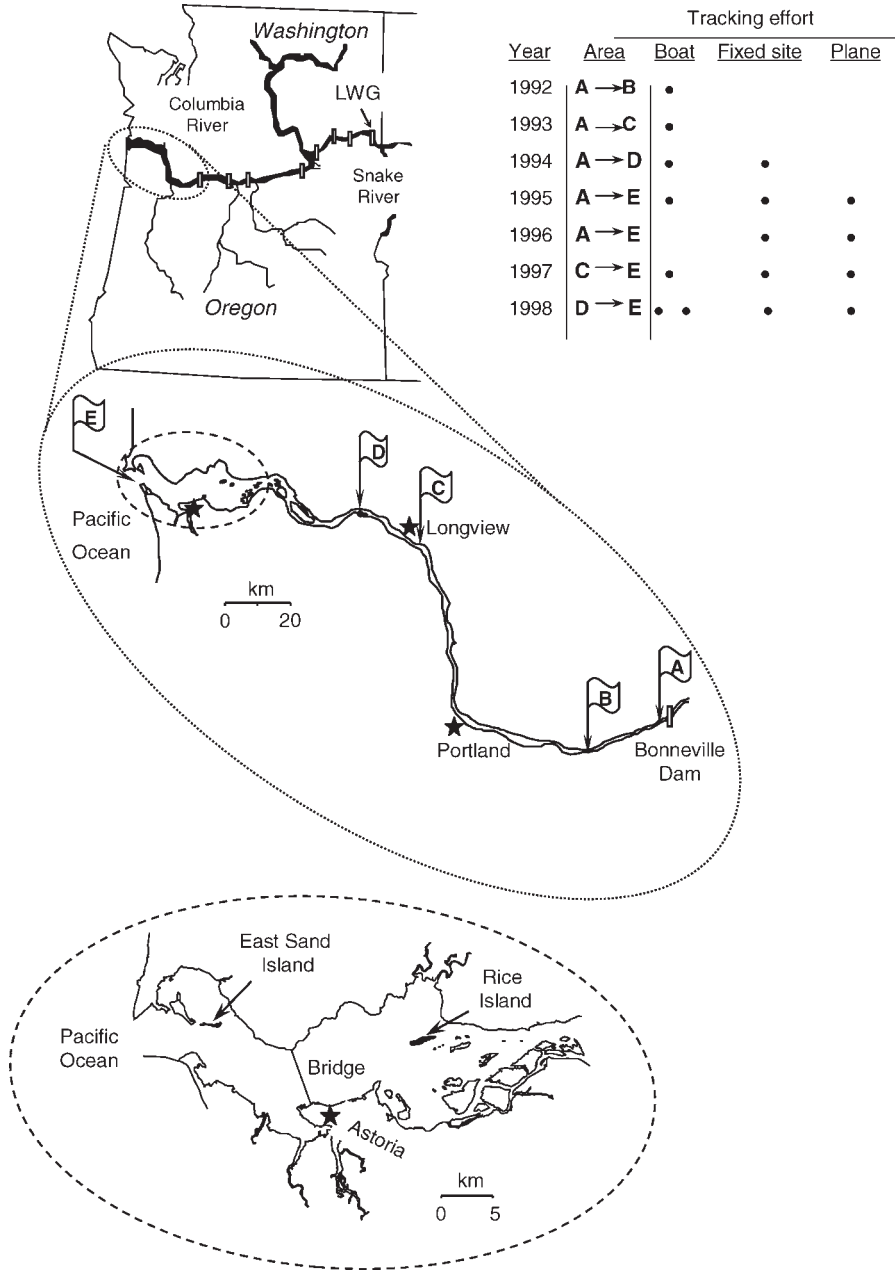 Washington
LWG
Columbia
River
Snake
River
Oregon
Tracking effort
Year Area Boat Fixed site Plane
1992 A → B •
1993 A → C •
1994 A → D • •
1995 A → E • • •
1996 A → E • •
1997 C → E • • •
1998 D → E • • • •
E
D
C
Pacific
Ocean
Longview
km
0 20
A
B
Portland
Bonneville
Dam
East Sand
Island
Rice
Island
Pacific
Ocean
Bridge
Astoria
km
0 5